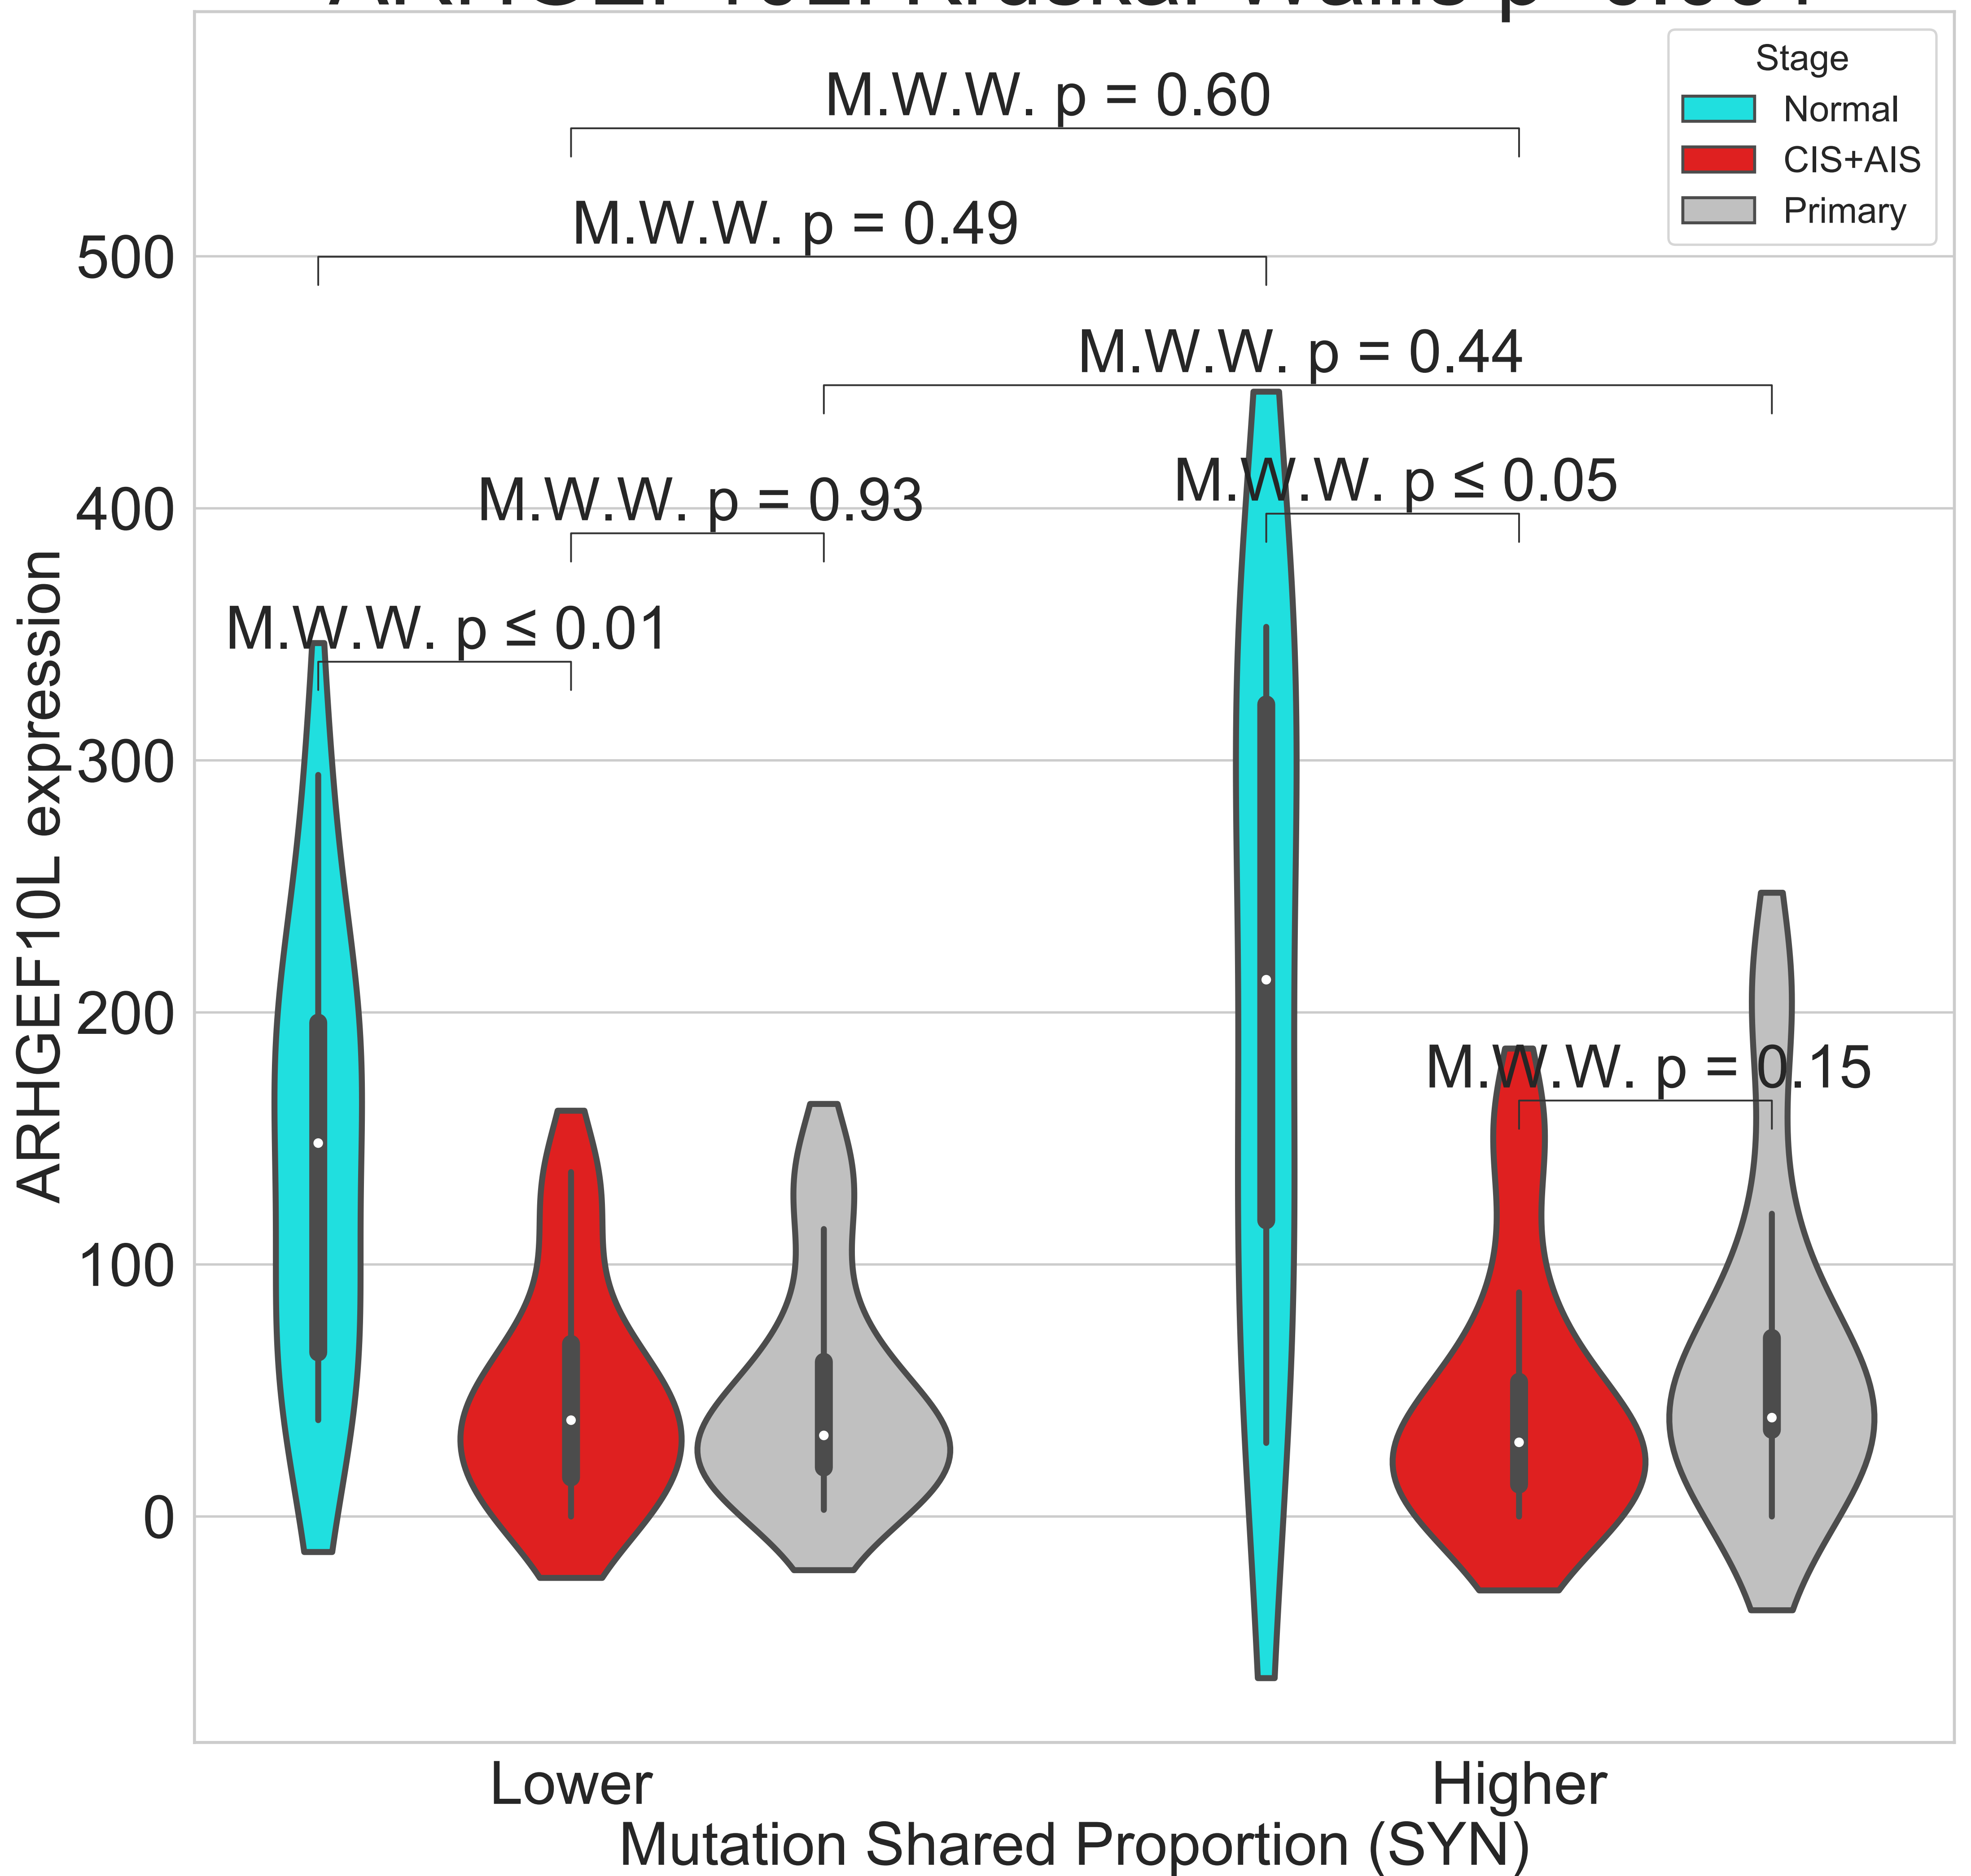 Stage
Normal
CIS+AIS
Primary
M.W.W. p = 0.60
M.W.W. p = 0.49
M.W.W. p = 0.44
M.W.W. p ≤ 0.05
M.W.W. p = 0.93
M.W.W. p ≤ 0.01
M.W.W. p = 0.15
500
400
300
200
100
0
ARHGEF10L expression
Lower
Higher
Mutation Shared Proportion (SYN)